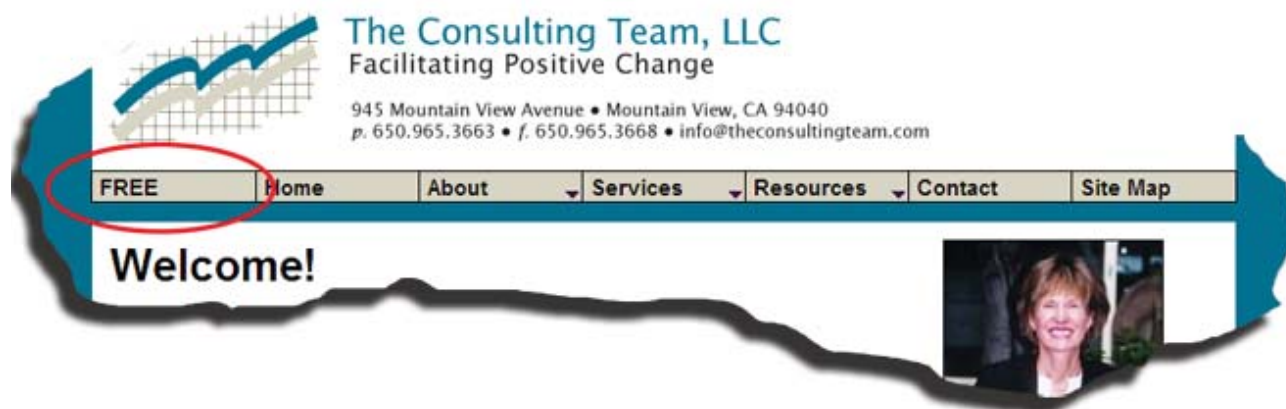 The Consulting Team, LLC
Facilitating Positive Change
945 Mountain View Avenue • Mountain View, CA 94040
p. 650.965.3663 • f. 650.965.3668 • info@theconsultingteam.com
FREE Home About Services Resources Contact Site Map
Welcome!